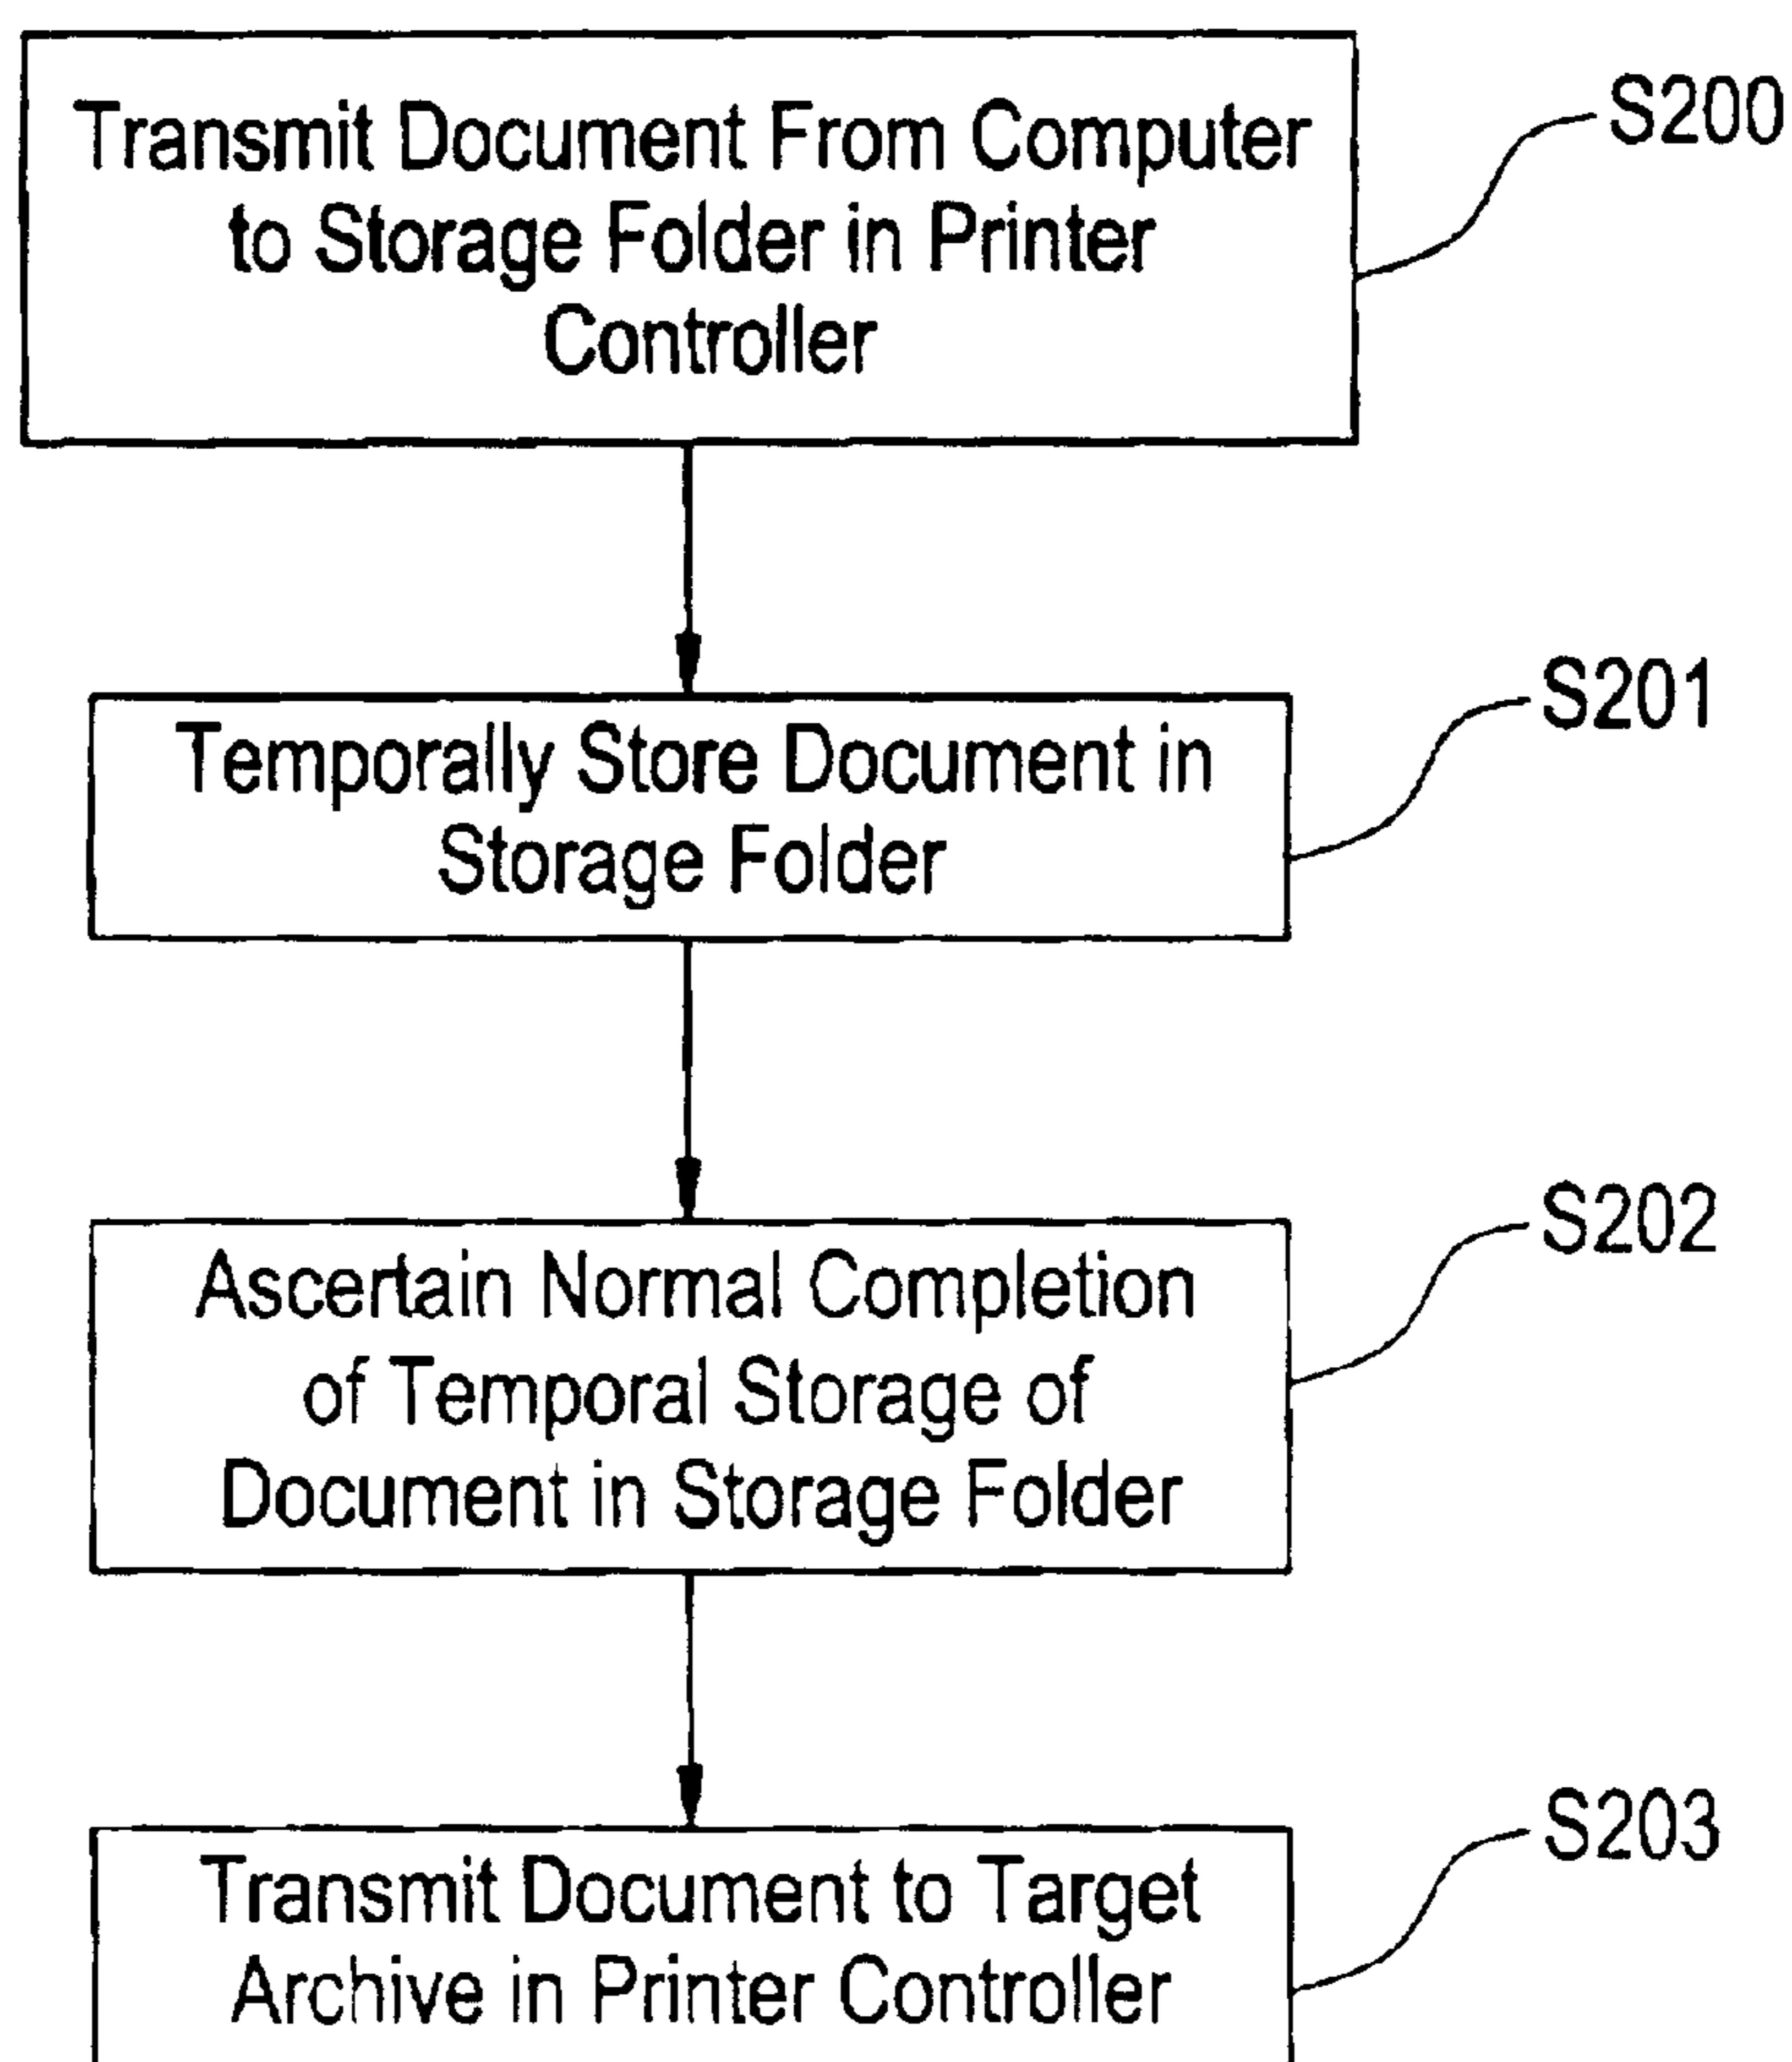 Transmit Document From Computer
to Storage Folder in Printer
Controller
S200
Temporally Store Document in
Storage Folder
S201
Ascertain Normal Completion
of Temporal Storage of
Document in Storage Folder
S202
Transmit Document to Target
Archive in Printer Controller
S203